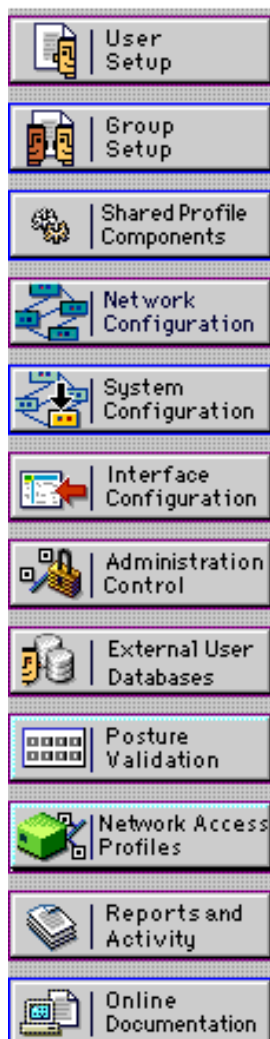 User
Setup
Group
Setup
Shared Profile
Components
Network
Configuration
System
Configuration
Interface
Configuration
Administration
Control
External User
Databases
Posture
Validation
Network Access
Profiles
Reports and
Activity
Online
Documentation